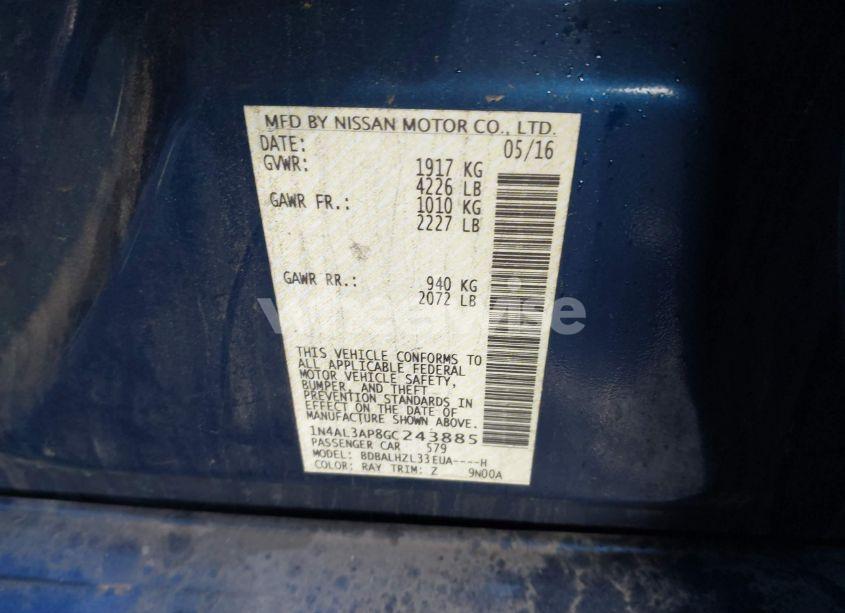 MFD BY NISSAN MOTOR CO., LTD.
DATE: 05/16
GVWR: 1917 KG
4226 LB
GAWR FR.: 1010 KG
2227 LB
GAWR RR.: 940 KG
2072 LB
wheelwise
THIS VEHICLE CONFORMS TO
ALL APPLICABLE FEDERAL
MOTOR VEHICLE SAFETY,
BUMPER, AND THEFT
PREVENTION STANDARDS IN
EFFECT ON THE DATE OF
MANUFACTURE SHOWN ABOVE.
1N4AL3AP8GC243885
PASSENGER CAR 579
MODEL: BDBALHZL33EUA----H
COLOR: RAY TRIM: Z 9N00A